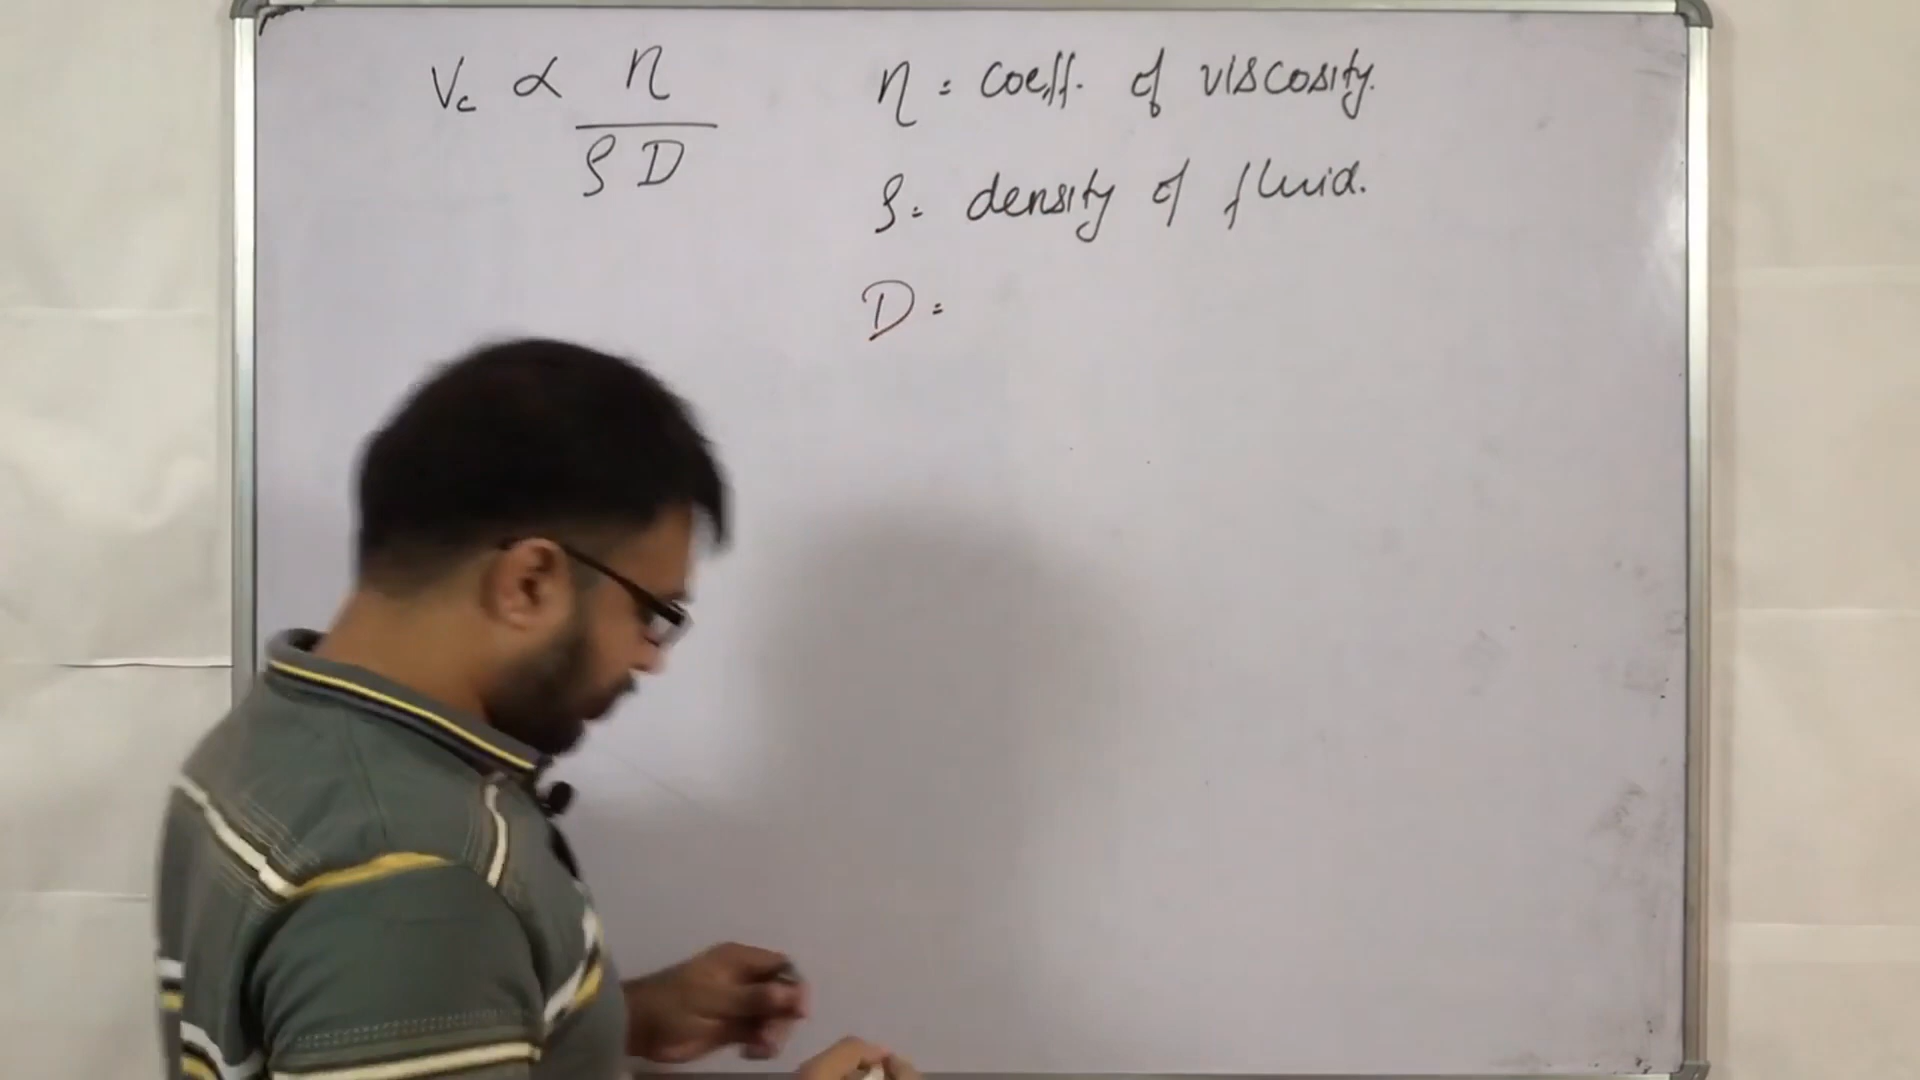 Vc ∝ η / ρ D
η = coeff. of viscosity.
ρ = density of fluid.
D =